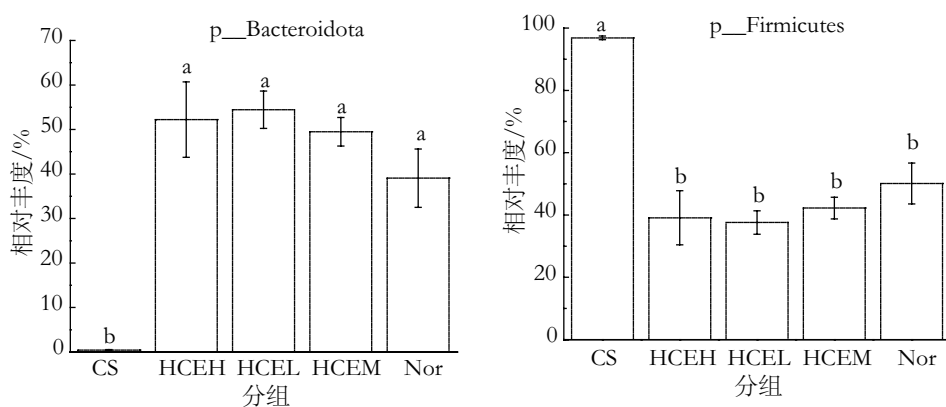 p__Bacteroidota
相对丰度/%
70
60
50
40
30
20
10
0
b
a
a
a
a
CS
HCEH
HCEL
HCEM
Nor
分组
p__Firmicutes
相对丰度/%
100
80
60
40
20
0
a
b
b
b
b
CS
HCEH
HCEL
HCEM
Nor
分组